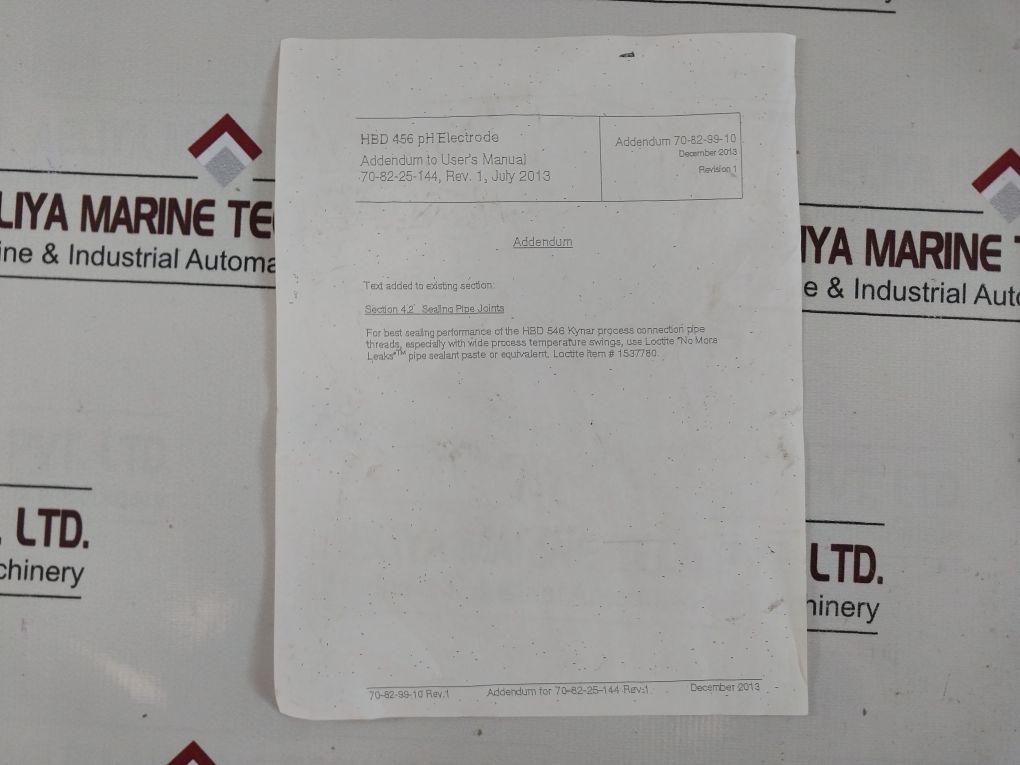 HBD 456 pH Electrode
Addendum to User's Manual
70-82-25-144, Rev. 1, July 2013
Addendum 70-82-99-10
December 2013
Revision 1
Addendum
Text added to existing section:
Section 4.2 Sealing Pipe Joints
For best sealing performance of the HBD 546 Kynar process connection pipe
threads, especially with wide process temperature swings, use Loctite "No More
Leaks"™ pipe sealant paste or equivalent. Loctite Item # 1537780.
70-82-99-10 Rev.1 Addendum for 70-82-25-144 Rev.1 December 2013
LIYA MARINE TE
ine & Industrial Automa
IYA MARINE T
e & Industrial Auto
. LTD.
chinery
LTD.
hinery